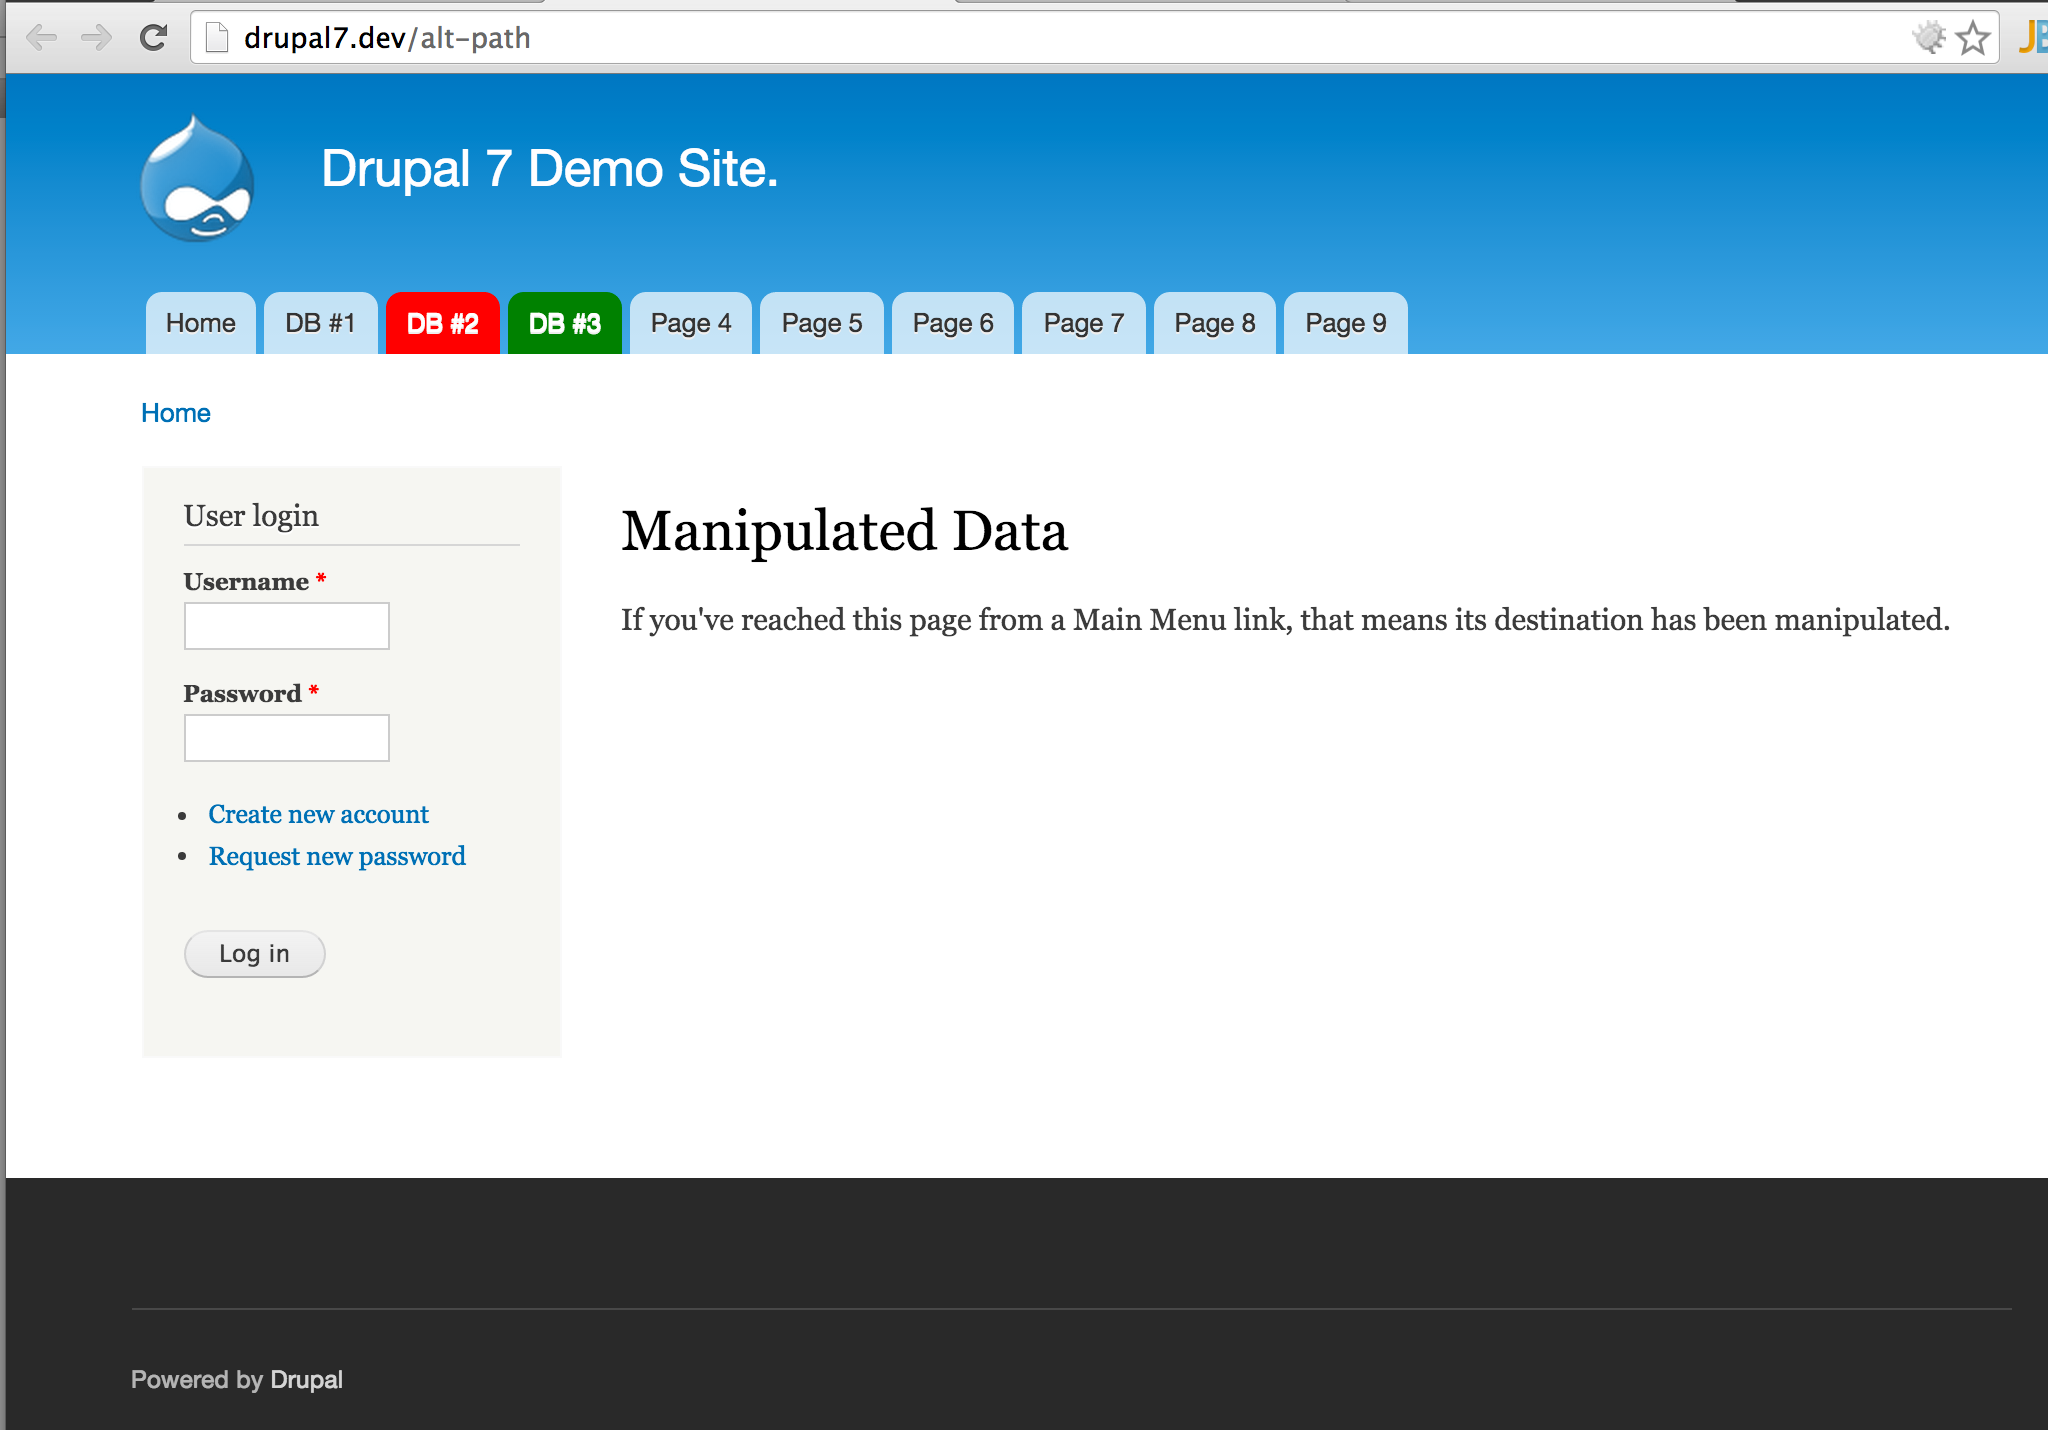 drupal7.dev/alt-path
Drupal 7 Demo Site.
Home DB #1 DB #2 DB #3 Page 4 Page 5 Page 6 Page 7 Page 8 Page 9
Home
User login
Username *
Password *
Create new account
Request new password
Log in
Manipulated Data
If you've reached this page from a Main Menu link, that means its destination has been manipulated.
Powered by Drupal